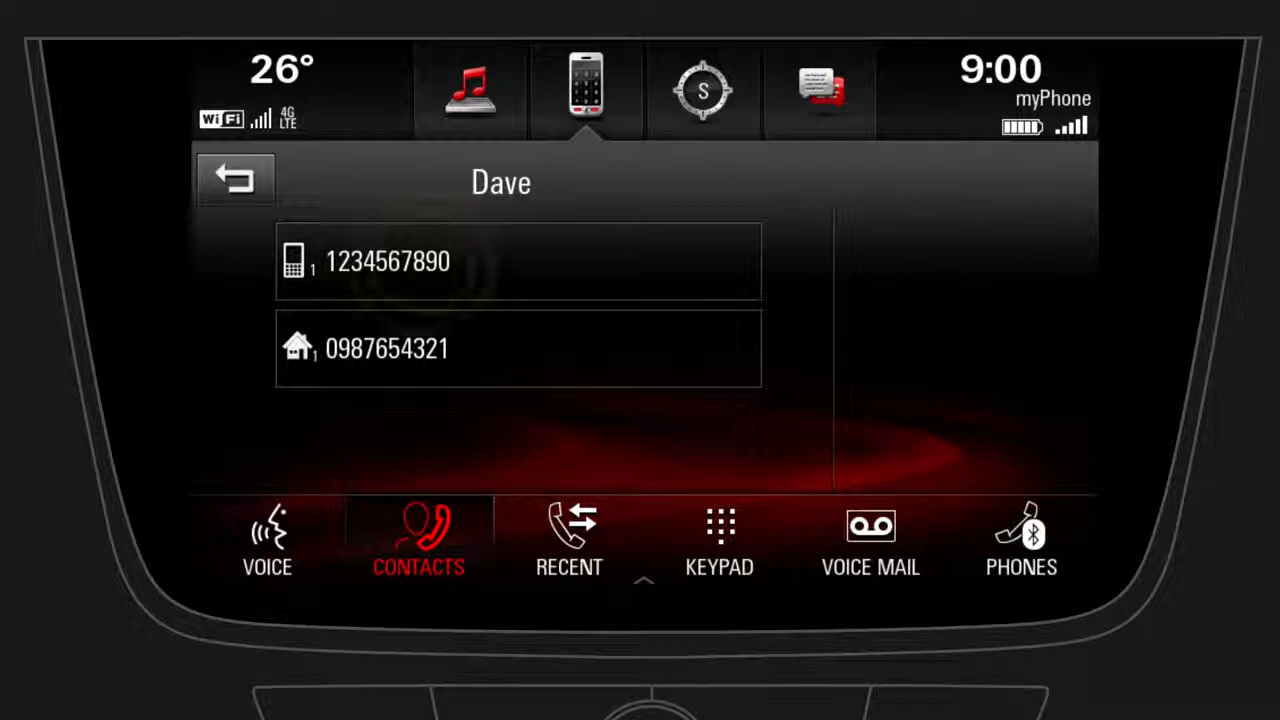 26°
9:00
WiFi
4G
LTE
myPhone
S
Dave
1 1234567890
1 0987654321
VOICE
CONTACTS
RECENT
KEYPAD
VOICE MAIL
PHONES